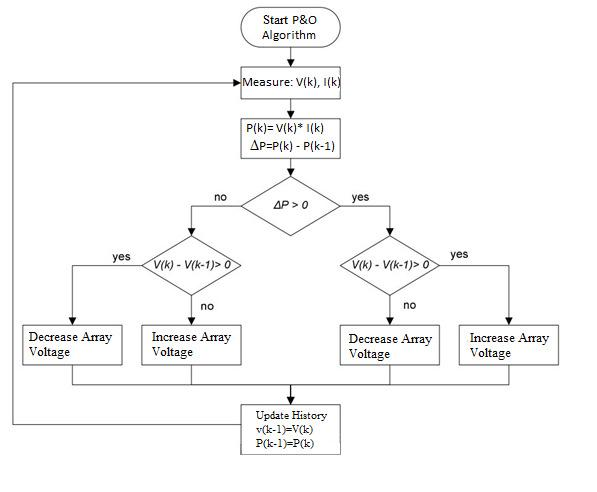 Start P&O
Algorithm
Measure: V(k), I(k)
P(k)= V(k)* I(k)
ΔP=P(k) - P(k-1)
no
ΔP > 0
yes
yes
V(k) - V(k-1)> 0
V(k) - V(k-1)> 0
yes
no
no
Decrease Array
Voltage
Increase Array
Voltage
Decrease Array
Voltage
Increase Array
Voltage
Update History
v(k-1)=V(k)
P(k-1)=P(k)